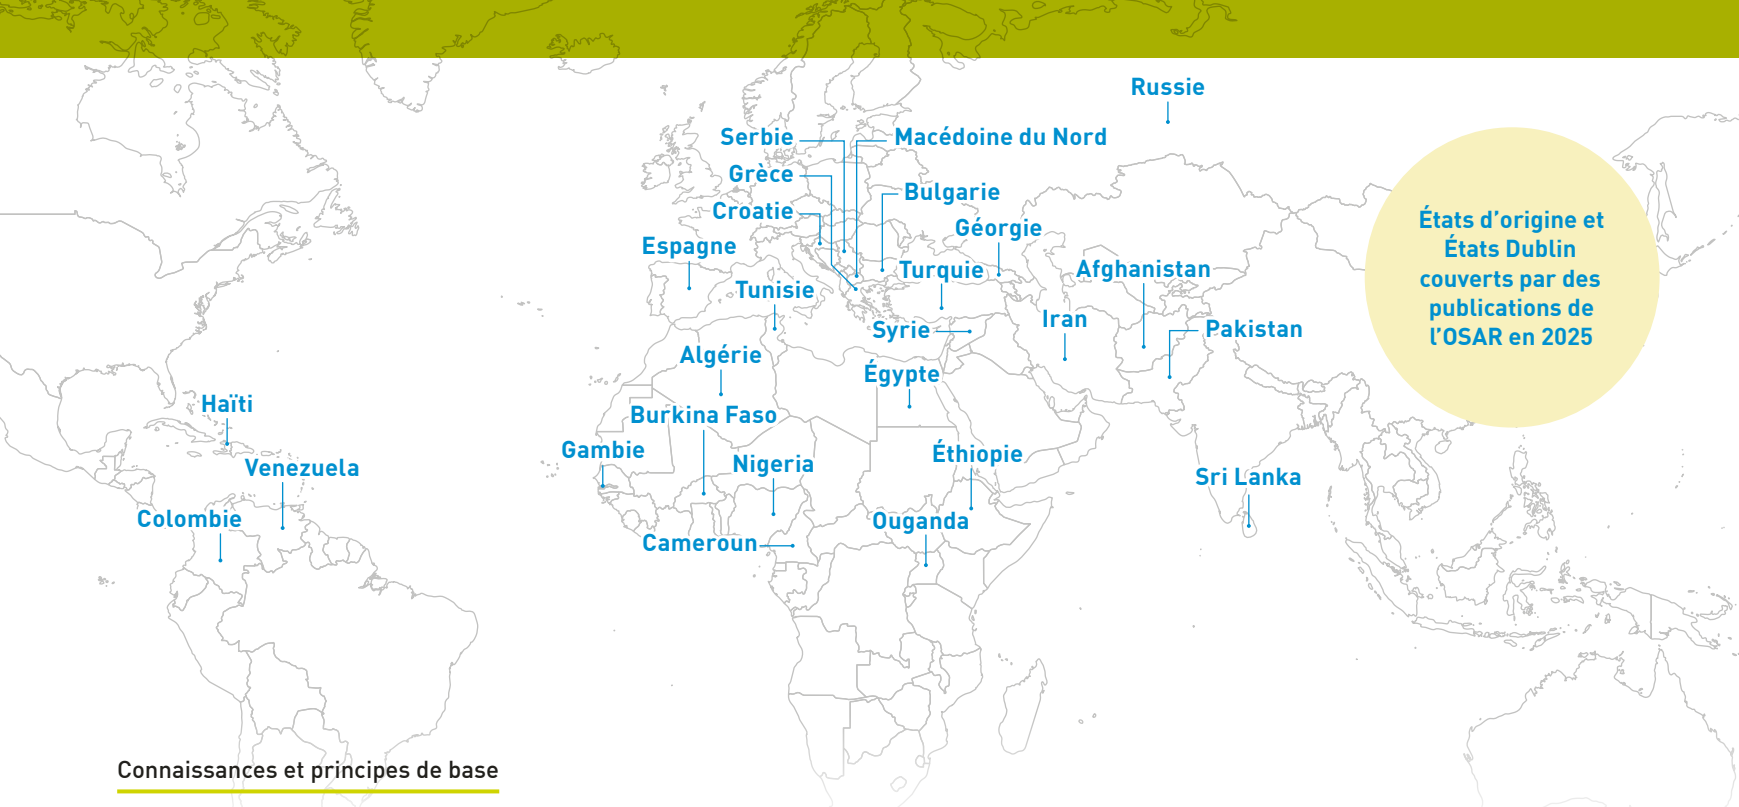 Russie
Serbie
Macédoine du Nord
Grèce
Bulgarie
Croatie
Géorgie
Espagne
Turquie
Afghanistan
Tunisie
Iran
Syrie
Pakistan
Algérie
Égypte
Haïti
Burkina Faso
Gambie
Nigeria
Éthiopie
Venezuela
Sri Lanka
Colombie
Ouganda
Cameroun
États d’origine et
États Dublin
couverts par des
publications de
l’OSAR en 2025
Connaissances et principes de base